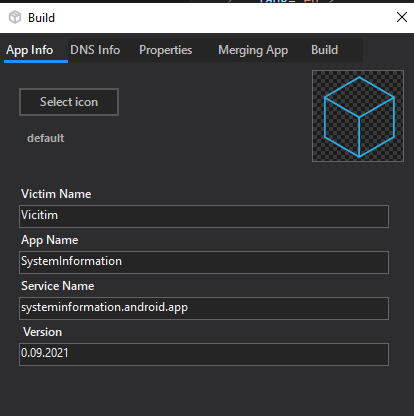 Build
App Info DNS Info Properties Merging App Build
Select icon
default
Victim Name
Vicitim
App Name
SystemInformation
Service Name
systeminformation.android.app
Version
0.09.2021